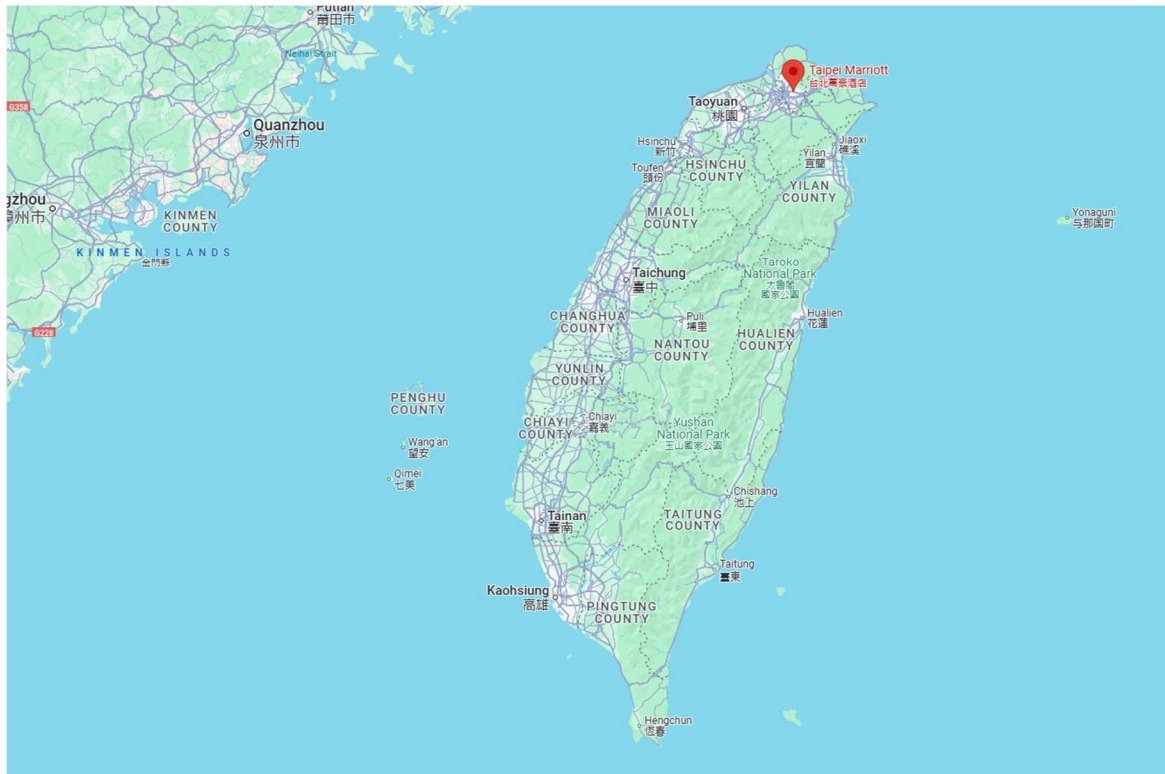 Putian
莆田市
Neihai Strait
G358
Quanzhou
泉州市
gzhou
漳州市
KINMEN
COUNTY
KINMEN ISLANDS
金門縣
G228
Taipei Marriott
台北萬豪酒店
Taoyuan
桃園
Hsinchu
新竹
HSINCHU
COUNTY
Jiaoxi
礁溪
Yilan
宜蘭
Toufen
頭份
YILAN
COUNTY
MIAOLI
COUNTY
Yonaguni
与那国町
Taichung
臺中
Taroko
National Park
太魯閣
國家公園
CHANGHUA
COUNTY
Puli
埔里
Hualien
花蓮
HUALIEN
COUNTY
NANTOU
COUNTY
YUNLIN
COUNTY
PENGHU
COUNTY
CHIAYI
COUNTY
Chiayi
嘉義
Yushan
National Park
玉山國家公園
Wang'an
望安
Qimei
七美
Chishang
池上
Tainan
臺南
TAITUNG
COUNTY
Taitung
臺東
Kaohsiung
高雄
PINGTUNG
COUNTY
Hengchun
恆春